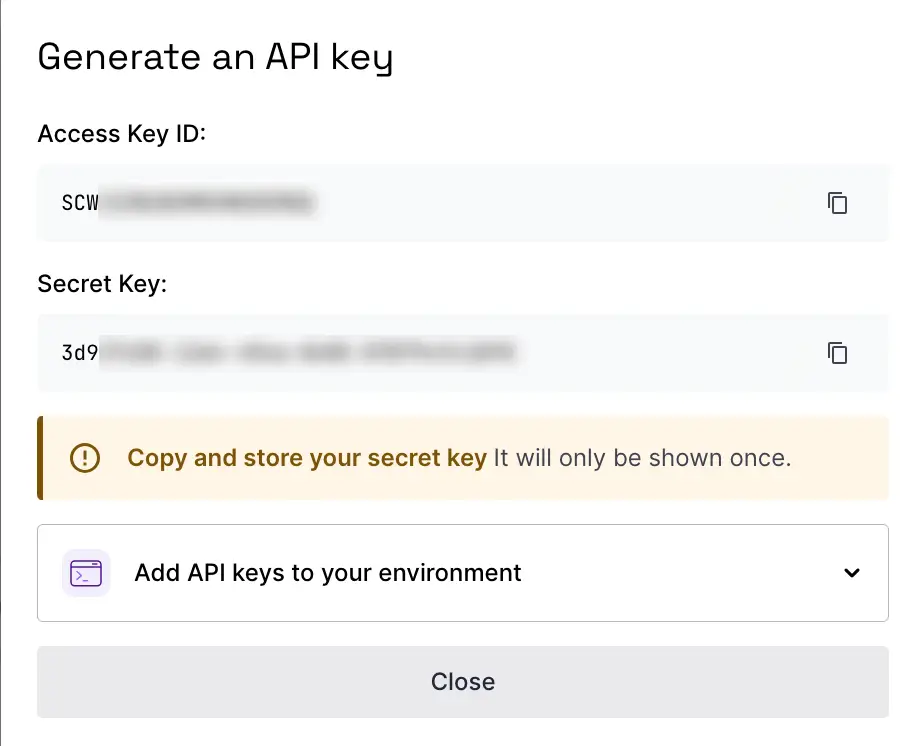 Generate an API key
Access Key ID:
SCW
Secret Key:
3d9
Copy and store your secret key It will only be shown once.
Add API keys to your environment
Close